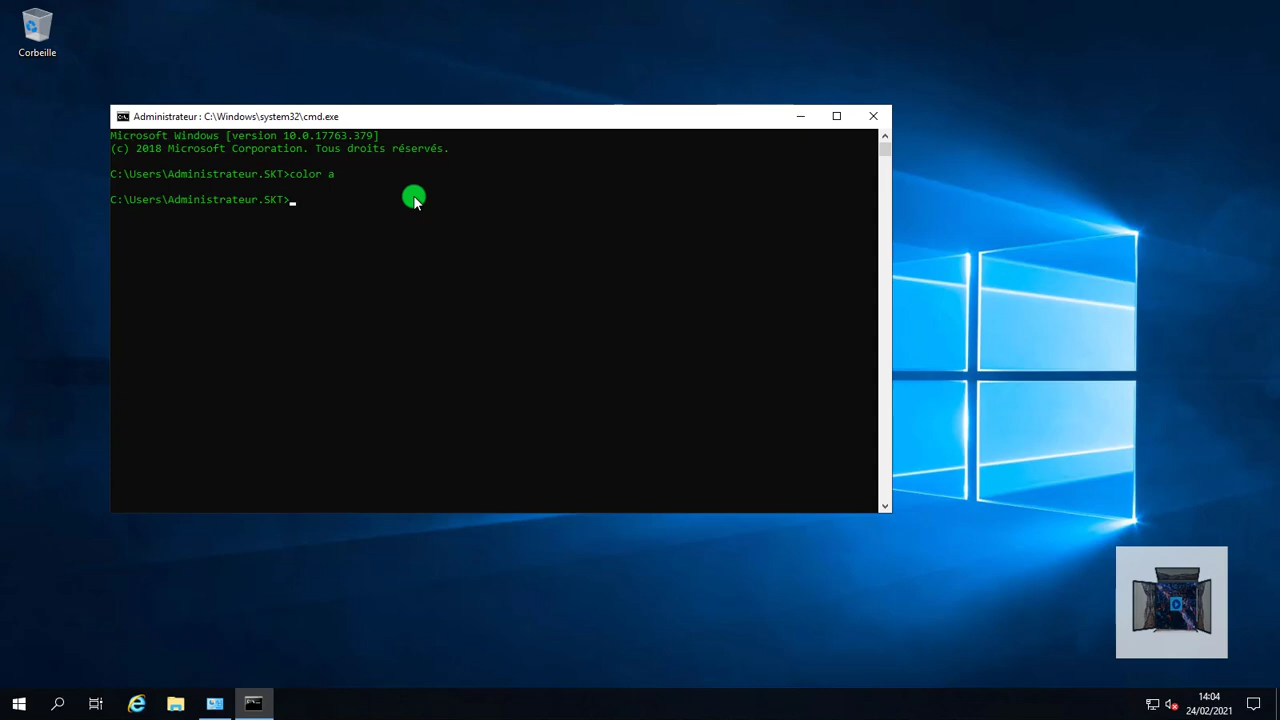 Corbeille
Administrateur : C:\Windows\system32\cmd.exe
Microsoft Windows [version 10.0.17763.379]
(c) 2018 Microsoft Corporation. Tous droits réservés.
C:\Users\Administrateur.SKT>color a
C:\Users\Administrateur.SKT>
14:04
24/02/2021